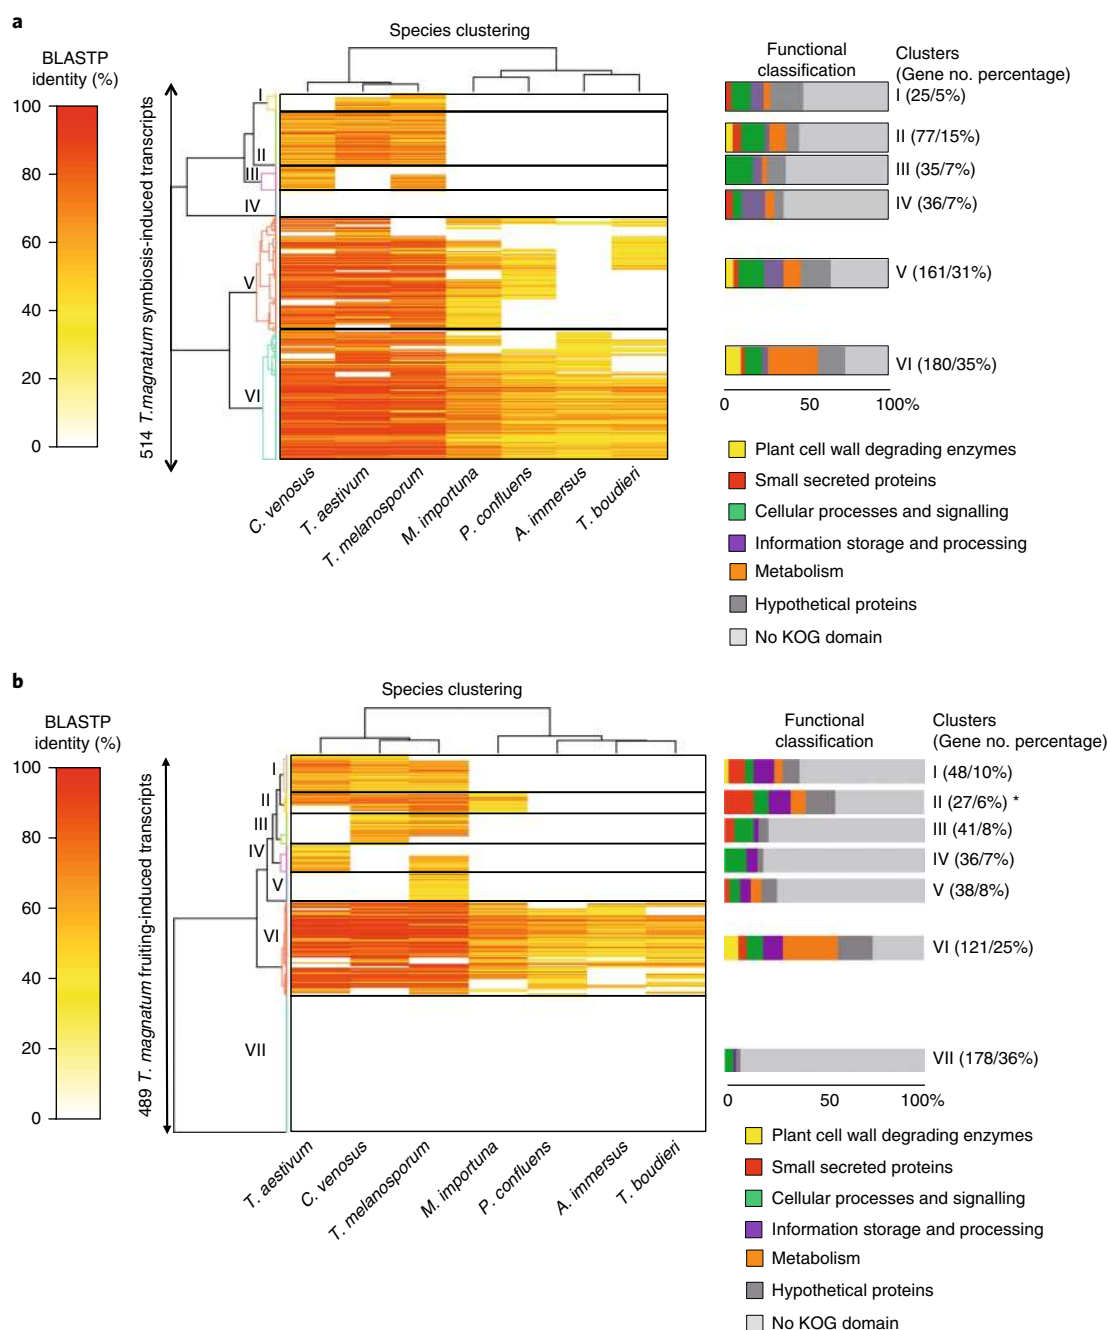 a
Species clustering
BLASTP
identity (%)
Functional
classification
Clusters
(Gene no. percentage)
100
80
60
40
20
0
514 T.magnatum symbiosis-induced transcripts
I
II
III
IV
V
VI
I (25/5%)
II (77/15%)
III (35/7%)
IV (36/7%)
V (161/31%)
VI (180/35%)
0 50 100%
C. venosus
T. aestivum
T. melanosporum
M. importuna
P. confluens
A. immersus
T. boudieri
Plant cell wall degrading enzymes
Small secreted proteins
Cellular processes and signalling
Information storage and processing
Metabolism
Hypothetical proteins
No KOG domain
b
Species clustering
BLASTP
identity (%)
Functional
classification
Clusters
(Gene no. percentage)
100
80
60
40
20
0
489 T. magnatum fruiting-induced transcripts
I
II
III
IV
V
VI
VII
I (48/10%)
II (27/6%) *
III (41/8%)
IV (36/7%)
V (38/8%)
VI (121/25%)
VII (178/36%)
0 50 100%
T. aestivum
C. venosus
T. melanosporum
M. importuna
P. confluens
A. immersus
T. boudieri
Plant cell wall degrading enzymes
Small secreted proteins
Cellular processes and signalling
Information storage and processing
Metabolism
Hypothetical proteins
No KOG domain